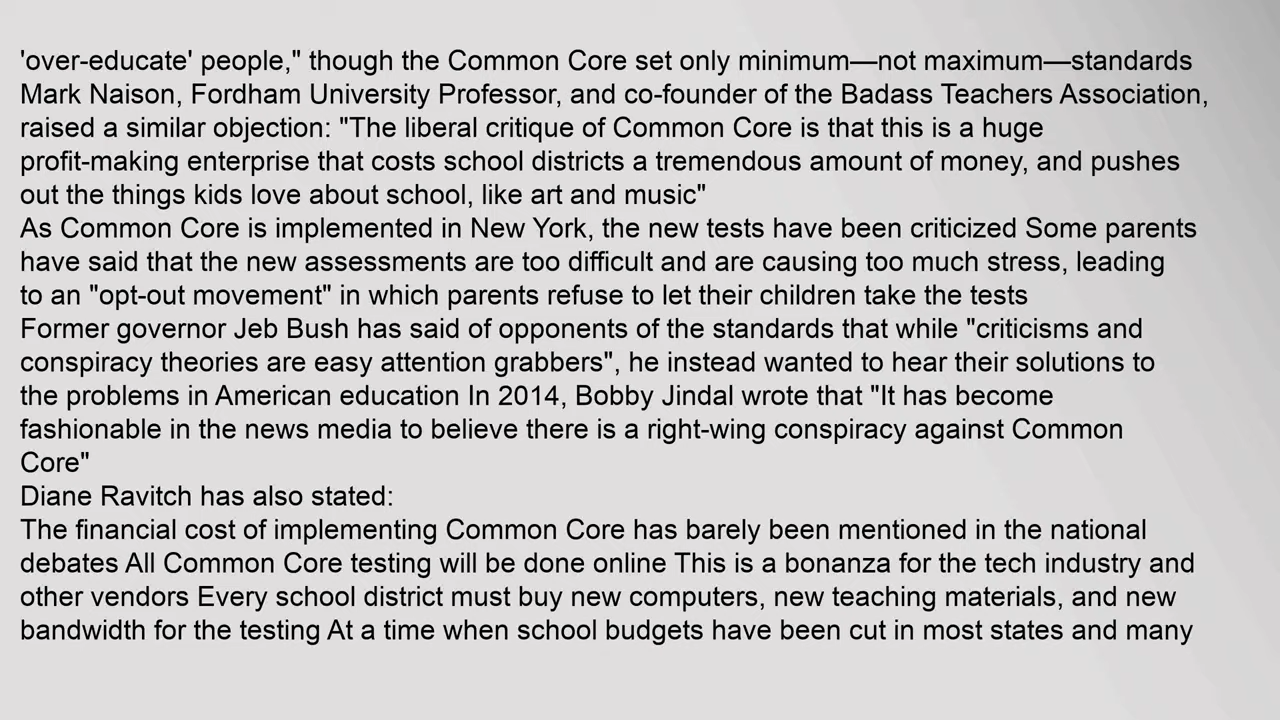 'over-educate' people," though the Common Core set only minimum—not maximum—standards
Mark Naison, Fordham University Professor, and co-founder of the Badass Teachers Association,
raised a similar objection: "The liberal critique of Common Core is that this is a huge
profit-making enterprise that costs school districts a tremendous amount of money, and pushes
out the things kids love about school, like art and music"
As Common Core is implemented in New York, the new tests have been criticized Some parents
have said that the new assessments are too difficult and are causing too much stress, leading
to an "opt-out movement" in which parents refuse to let their children take the tests
Former governor Jeb Bush has said of opponents of the standards that while "criticisms and
conspiracy theories are easy attention grabbers", he instead wanted to hear their solutions to
the problems in American education In 2014, Bobby Jindal wrote that "It has become
fashionable in the news media to believe there is a right-wing conspiracy against Common
Core"
Diane Ravitch has also stated:
The financial cost of implementing Common Core has barely been mentioned in the national
debates All Common Core testing will be done online This is a bonanza for the tech industry and
other vendors Every school district must buy new computers, new teaching materials, and new
bandwidth for the testing At a time when school budgets have been cut in most states and many